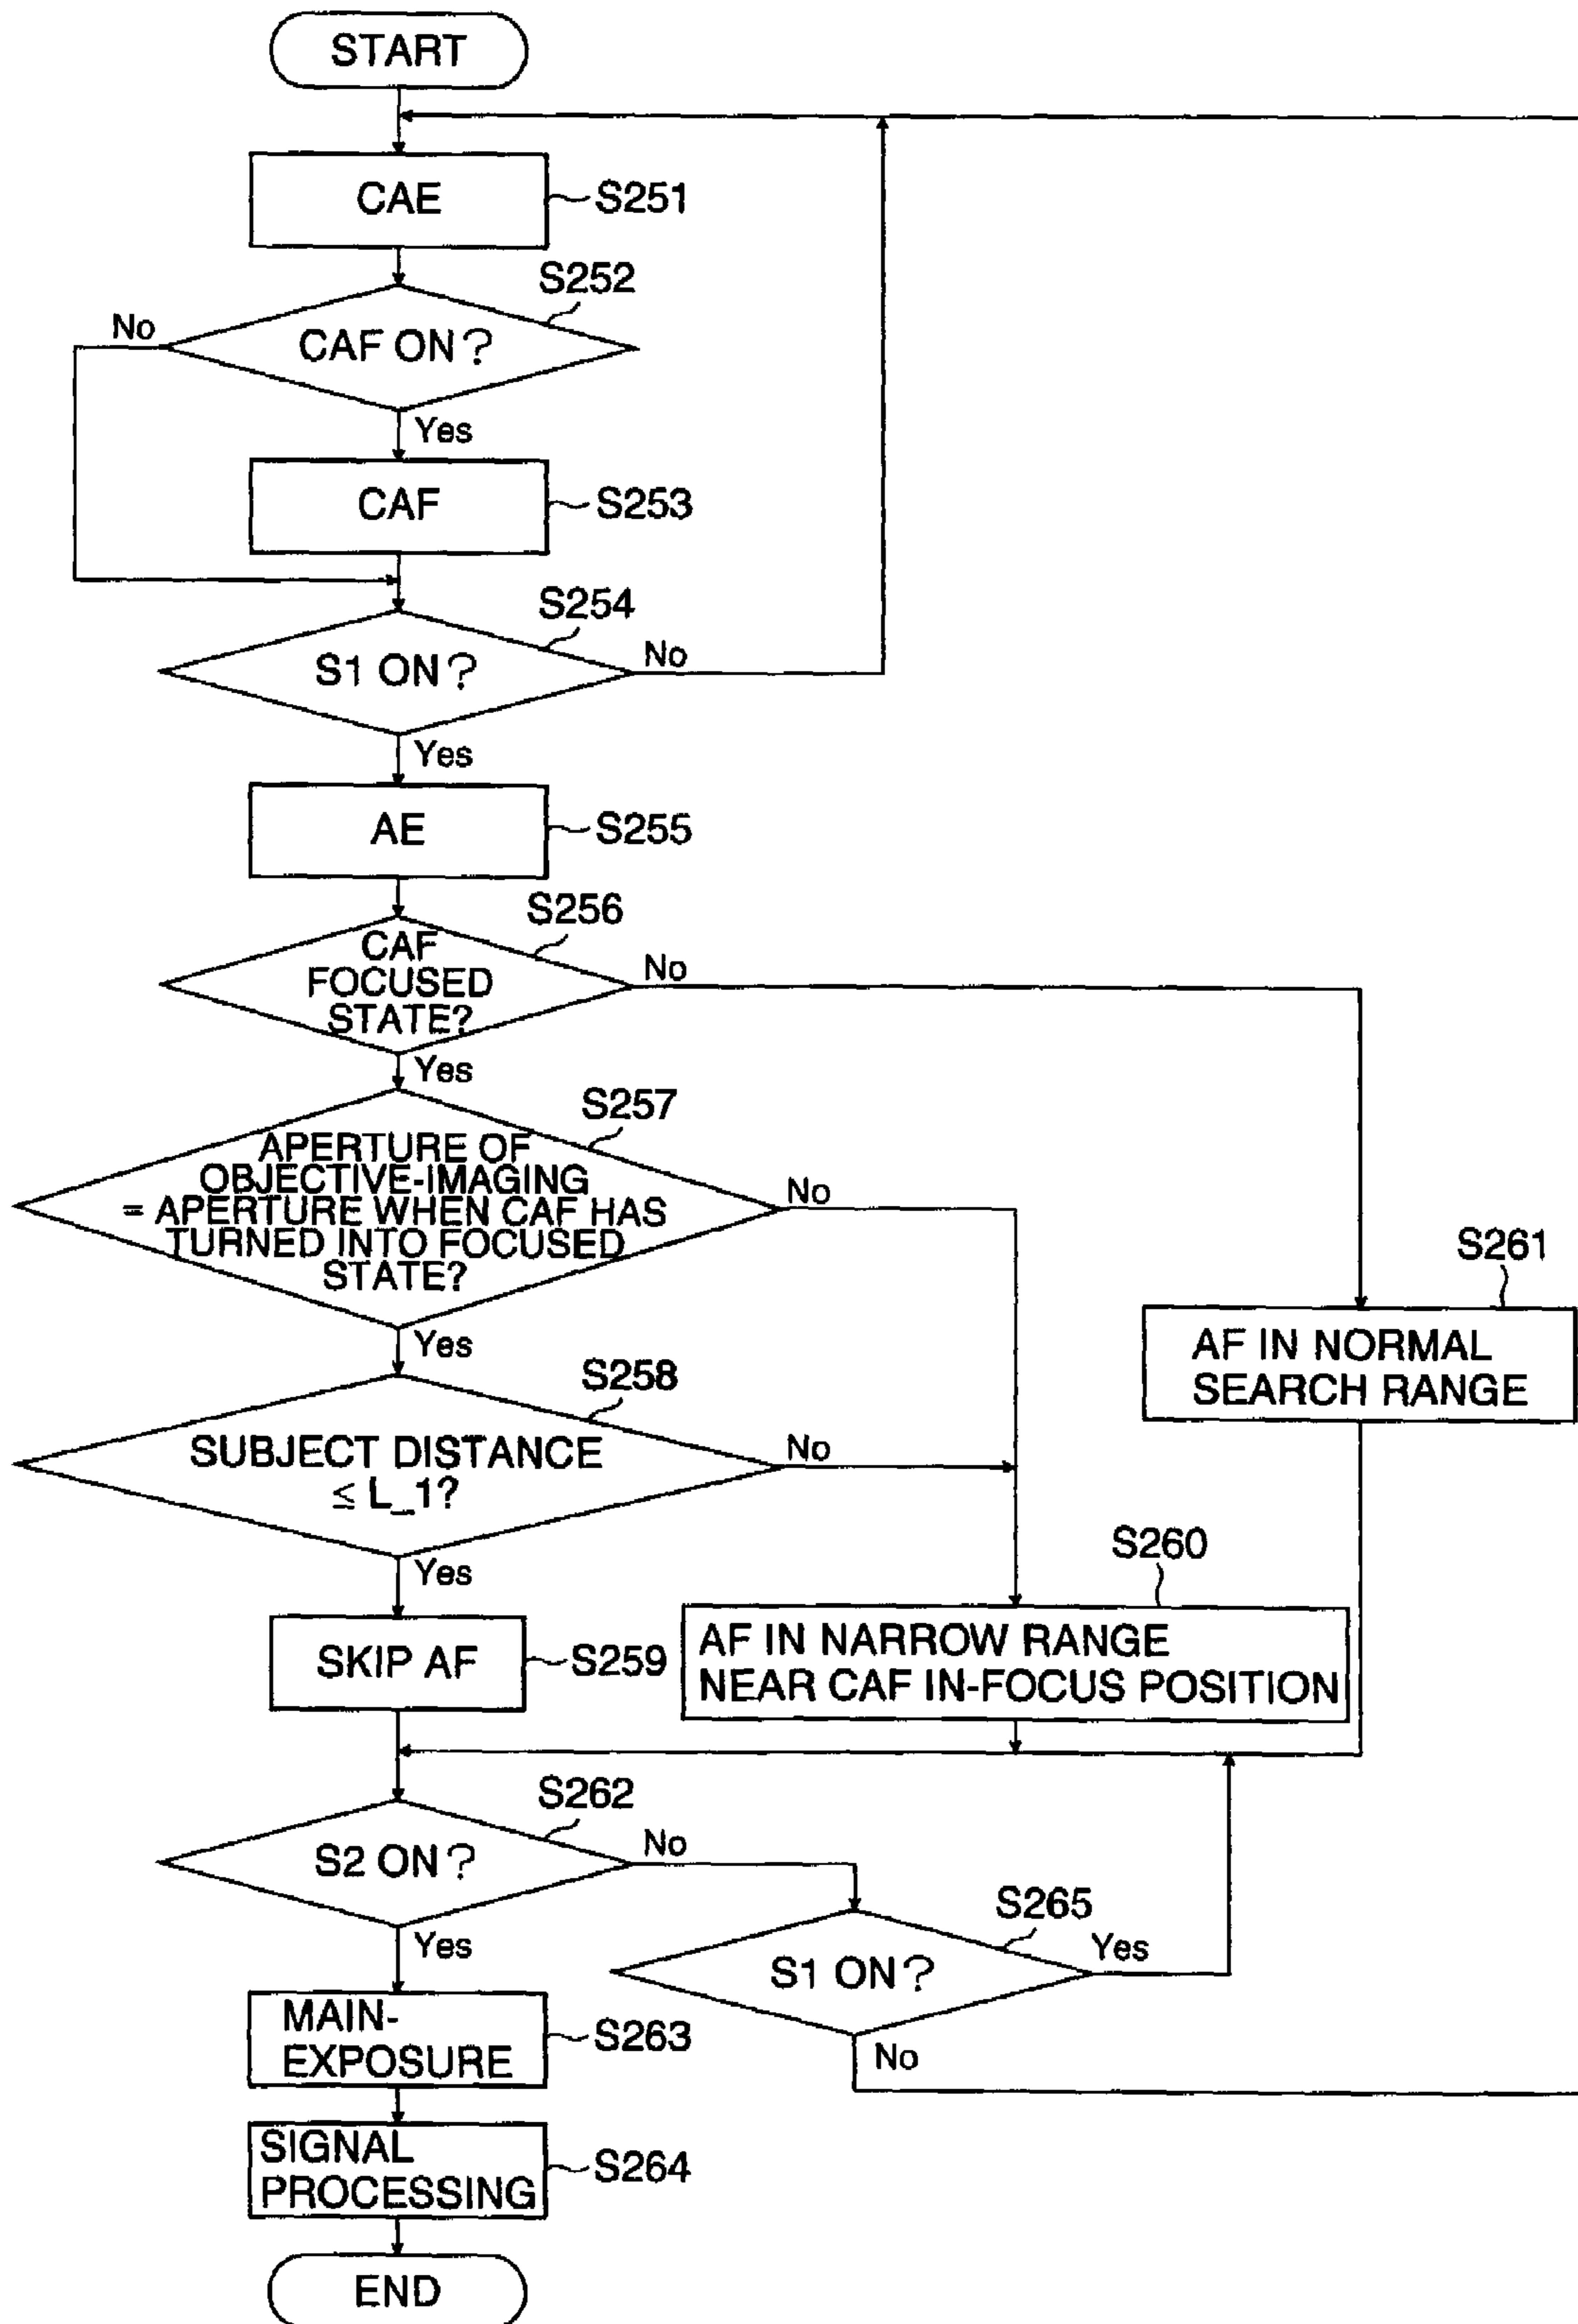 START
CAE
S251
S252
No
CAF ON?
Yes
CAF
S253
S254
S1 ON?
No
Yes
AE
S255
S256
CAF
FOCUSED
STATE?
No
Yes
S257
APERTURE OF
OBJECTIVE-IMAGING
= APERTURE WHEN CAF HAS
TURNED INTO FOCUSED
STATE?
No
Yes
S261
AF IN NORMAL
SEARCH RANGE
S258
SUBJECT DISTANCE
≤ L_1?
No
Yes
S260
SKIP AF
S259
AF IN NARROW RANGE
NEAR CAF IN-FOCUS POSITION
S262
S2 ON?
No
Yes
S265
S1 ON?
Yes
No
MAIN-
EXPOSURE
S263
SIGNAL
PROCESSING
S264
END